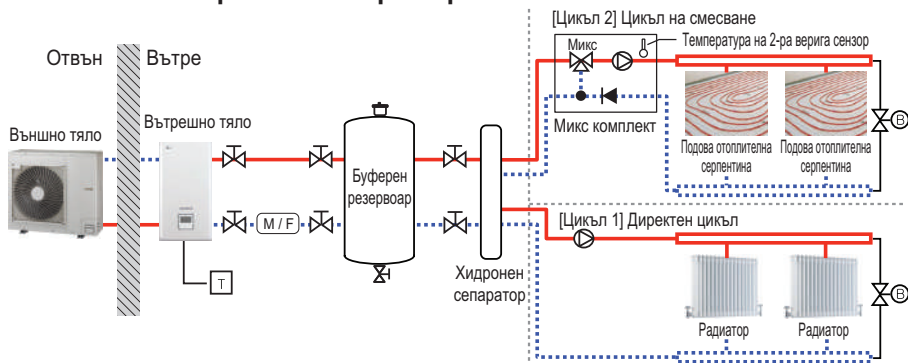 [Цикъл 2] Цикъл на смесване
Микс
Температура на 2-ра верига сензор
Отвън
Вътре
Външно тяло
Вътрешно тяло
Микс комплект
Подова отоплителна
серпентина
Подова отоплителна
серпентина
B
Буферен
резервоар
M / F
T
Хидронен
сепаратор
[Цикъл 1] Директен цикъл
B
Радиатор
Радиатор